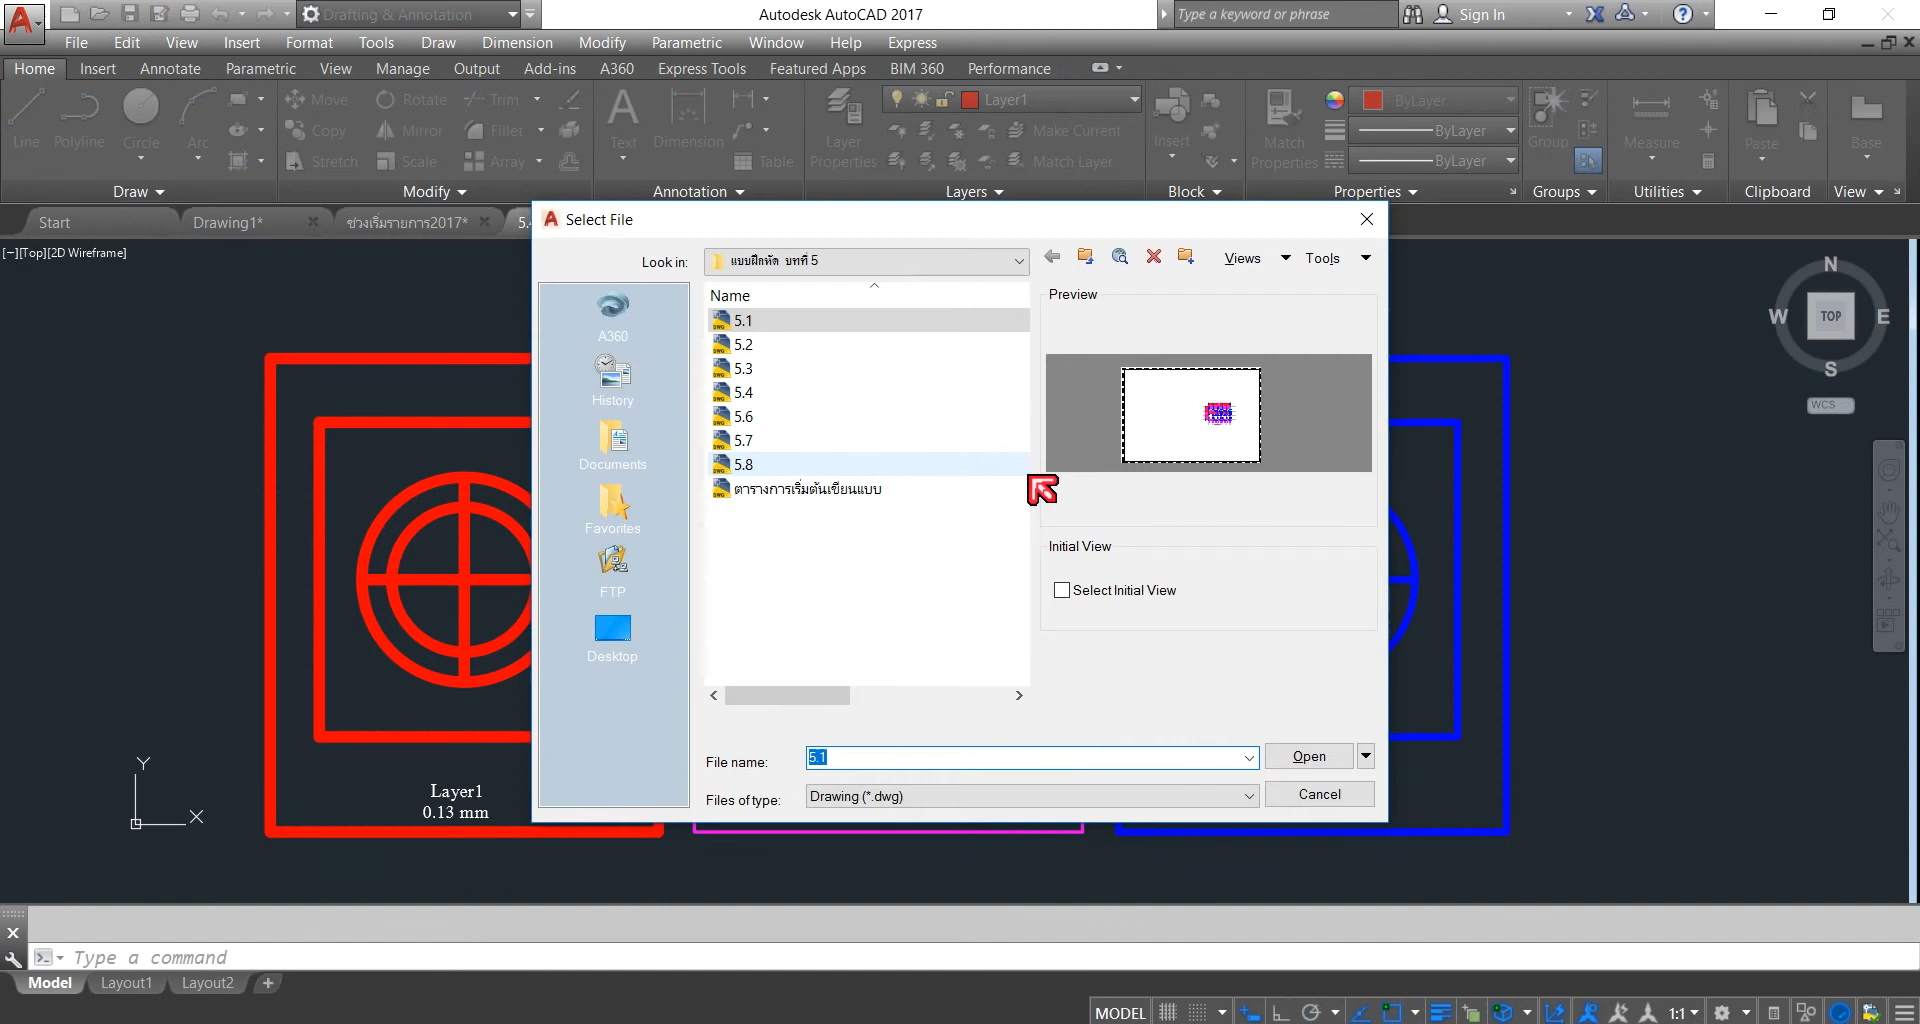 Drafting & Annotation
Autodesk AutoCAD 2017
Type a keyword or phrase
Sign In
File Edit View Insert Format Tools Draw Dimension Modify Parametric Window Help Express
Home Insert Annotate Parametric View Manage Output Add-ins A360 Express Tools Featured Apps BIM 360 Performance
Line Polyline Circle Arc
Move Rotate Trim
Copy Mirror Fillet
Stretch Scale Array
Text Dimension Table
Layer Properties
Layer1
Make Current
Match Layer
Insert
Match Properties
ByLayer
ByLayer
ByLayer
Group
Measure
Paste
Base
Draw Modify Annotation Layers Block Properties Groups Utilities Clipboard View
Start Drawing1* ช่วงเริ่มรายการ2017* 5.
[−][Top][2D Wireframe]
Select File
Look in: แบบฝึกหัด บทที่ 5
Views Tools
A360
History
Documents
Favorites
FTP
Desktop
Name
5.1
5.2
5.3
5.4
5.6
5.7
5.8
ตารางการเริ่มต้นเขียนแบบ
Preview
Initial View
Select Initial View
File name: 5.1
Open
Files of type: Drawing (*.dwg)
Cancel
N
W TOP E
S
WCS
Y
X
Layer1
0.13 mm
Type a command
Model Layout1 Layout2 +
MODEL 1:1